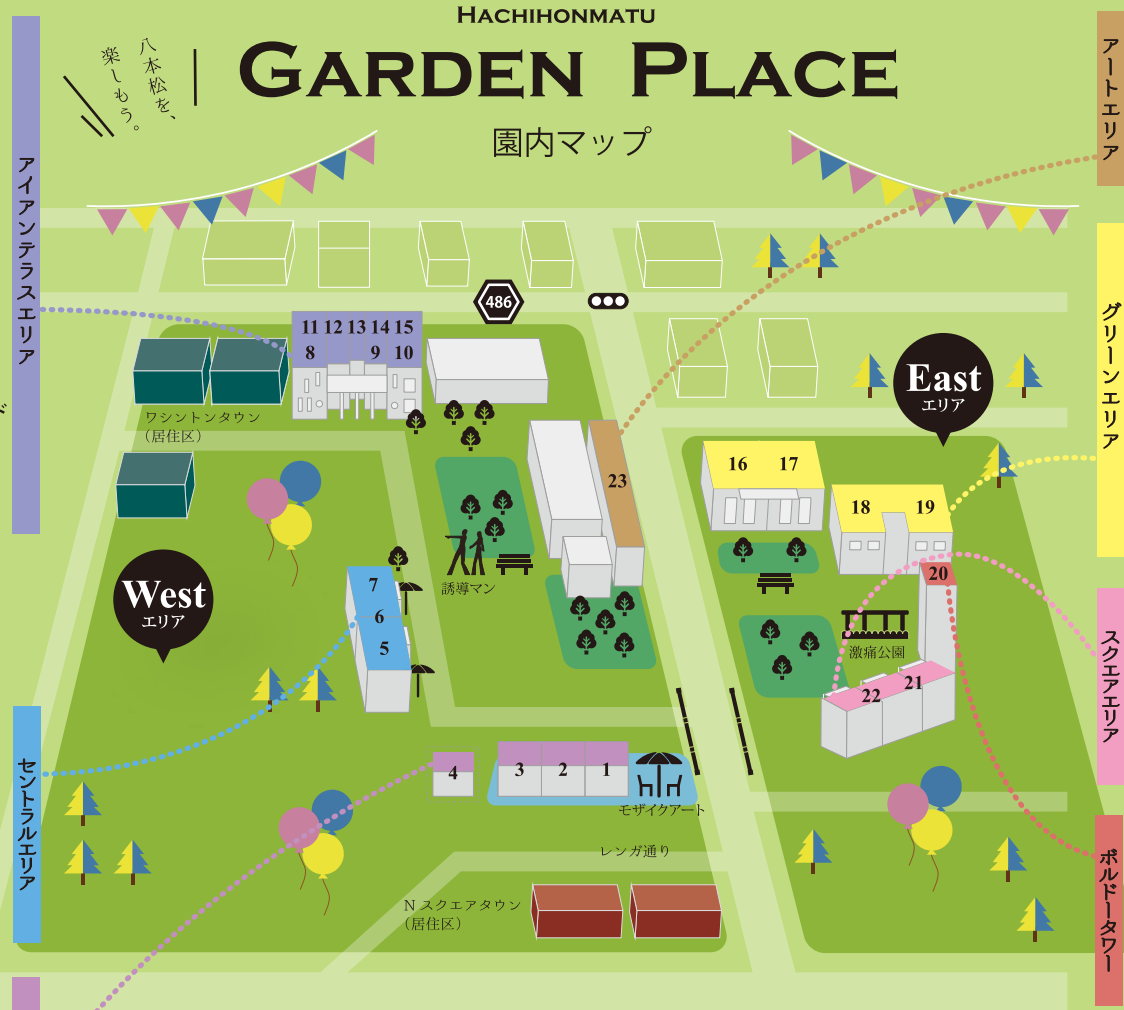 HACHIHONMATU
GARDEN PLACE
園内マップ
八本松を、
楽しもう。
アイアンテラスエリア
アートエリア
グリーンエリア
486
11 12 13 14 15
8 9 10
East
エリア
ワシントンタウン
(居住区)
ド
16 17
23
18 19
West
エリア
誘導マン
7
6
5
20
激痛公園
スクエアエリア
22 21
セントラルエリア
4 3 2 1
モザイクアート
レンガ通り
ボルドータワー
Nスクエアタウン
(居住区)